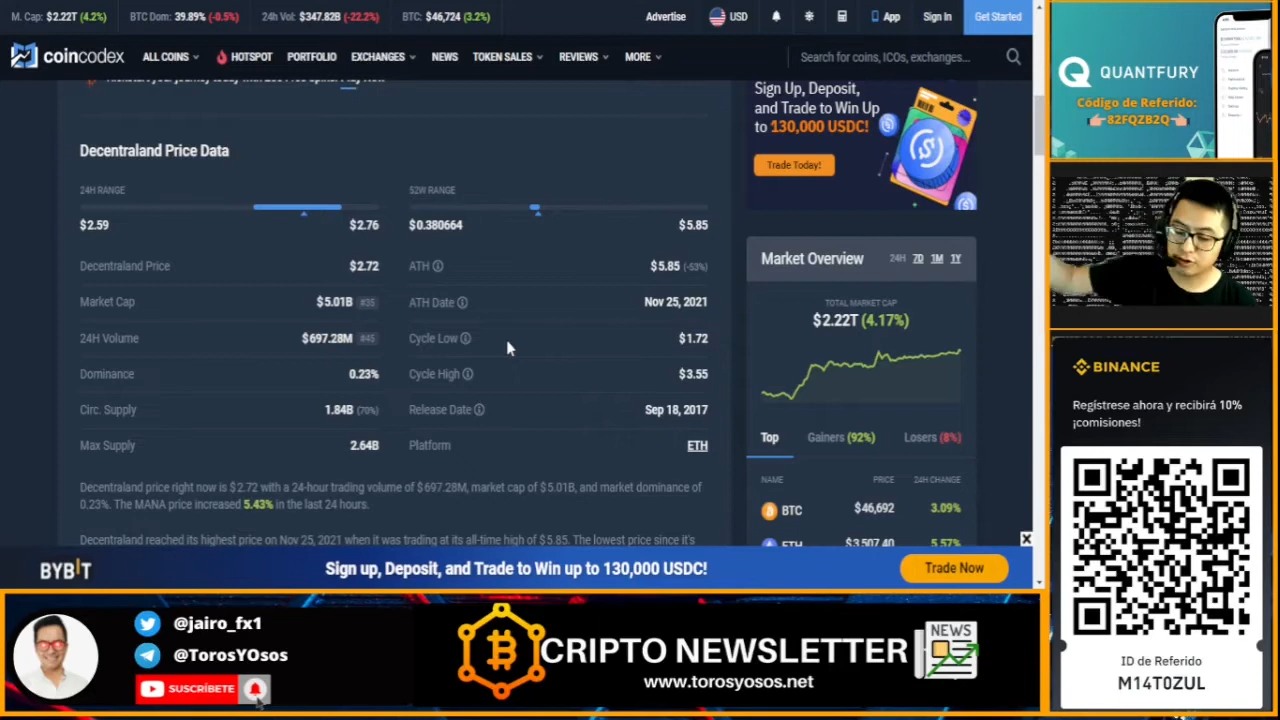 M. Cap: $2.22T (4.2%) BTC Dom: 39.89% (-0.5%) 24h Vol: $347.82B (-22.2%) BTC: $46,724 (3.2%) Advertise USD App Sign In Get Started
coincodex ALL COINS HOTSPOT PORTFOLIO EXCHANGES TOKEN SALES REVIEWS MORE Search for coins, ICOs, exchanges...
Sign Up, Deposit,
and Trade to Win Up
to 130,000 USDC!
Trade Today!
Decentraland Price Data
24H RANGE 52W RANGE
$2.59
Decentraland Price $2.72
Market Cap $5.01B #35 ATH Date Nov 25, 2021
24H Volume $697.28M #45 Cycle Low $1.72
Dominance 0.23% Cycle High $3.55
Circ. Supply 1.84B (70%) Release Date Sep 18, 2017
Max Supply 2.64B Platform ETH
Decentraland price right now is $2.72 with a 24-hour trading volume of $697.28M, market cap of $5.01B, and market dominance of
0.23%. The MANA price increased 5.43% in the last 24 hours.
Decentraland reached its highest price on Nov 25, 2021 when it was trading at its all-time high of $5.85. The lowest price since it's
Market Overview 24H 7D 1M 1Y
TOTAL MARKET CAP
$2.22T (4.17%)
Top Gainers (92%) Losers (8%)
NAME PRICE 24H CHANGE
BTC $46,692 3.09%
ETH $3,507.40 5.57%
BYBIT Sign up, Deposit, and Trade to Win up to 130,000 USDC! Trade Now
QUANTFURY
Código de Referido:
82FQZB2Q
BINANCE
Regístrese ahora y recibirá 10%
¡comisiones!
ID de Referido
M14T0ZUL
@jairo_fx1
@TorosYOsos
SUSCRÍBETE
CRIPTO NEWSLETTER
NEWS
www.torosyosos.net